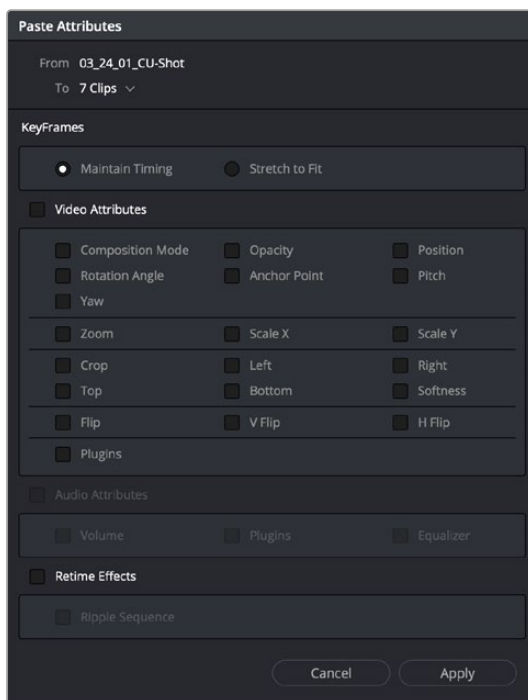 Paste Attributes
From 03_24_01_CU-Shot
To 7 Clips
KeyFrames
Maintain Timing Stretch to Fit
Video Attributes
Composition Mode Opacity Position
Rotation Angle Anchor Point Pitch
Yaw
Zoom Scale X Scale Y
Crop Left Right
Top Bottom Softness
Flip V Flip H Flip
Plugins
Audio Attributes
Volume Plugins Equalizer
Retime Effects
Ripple Sequence
Cancel Apply